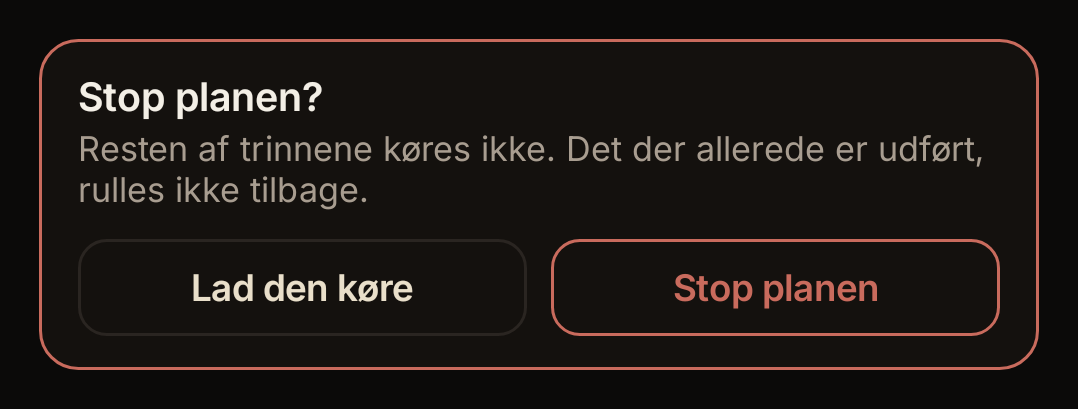 Stop planen?
Resten af trinnene køres ikke. Det der allerede er udført,
rulles ikke tilbage.
Lad den køre
Stop planen